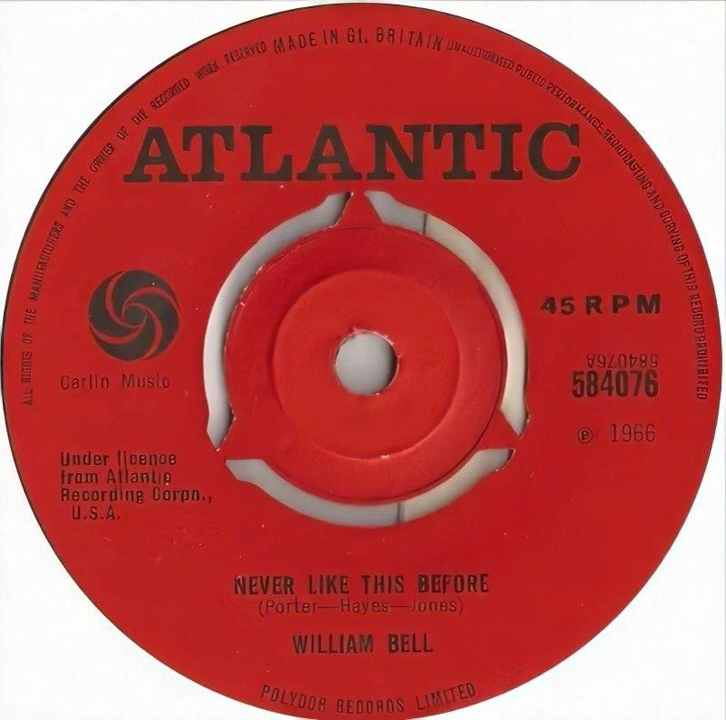 MADE IN Gt. BRITAIN
ALL RIGHTS OF THE MANUFACTURERS AND THE OWNER OF THE RECORDED WORK RESERVED
UNAUTHORISED PUBLIC PERFORMANCE BROADCASTING AND COPYING OF THIS RECORD PROHIBITED
ATLANTIC
45 RPM
584076A
584076
℗ 1966
Carlin Music
Under licence
from Atlantic
Recording Corpn.,
U.S.A.
NEVER LIKE THIS BEFORE
(Porter—Hayes—Jones)
WILLIAM BELL
POLYDOR RECORDS LIMITED